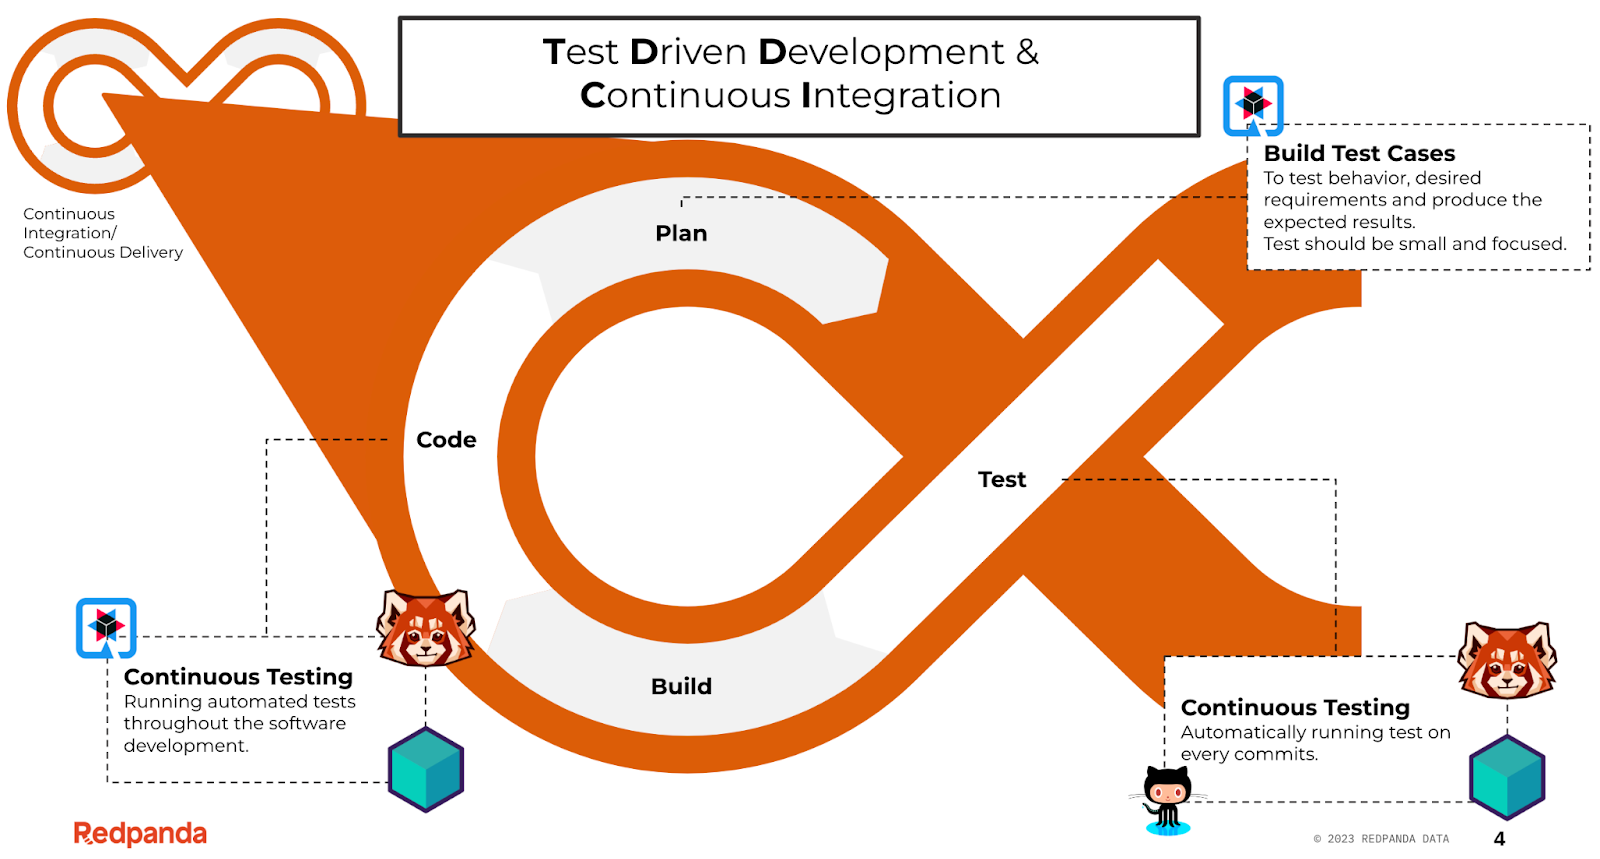 Test Driven Development &
Continuous Integration
Continuous
Integration/
Continuous Delivery
Build Test Cases
To test behavior, desired
requirements and produce the
expected results.
Test should be small and focused.
Plan
Code
Test
Build
Continuous Testing
Running automated tests
throughout the software
development.
Continuous Testing
Automatically running test on
every commits.
Redpanda
© 2023 REDPANDA DATA
4